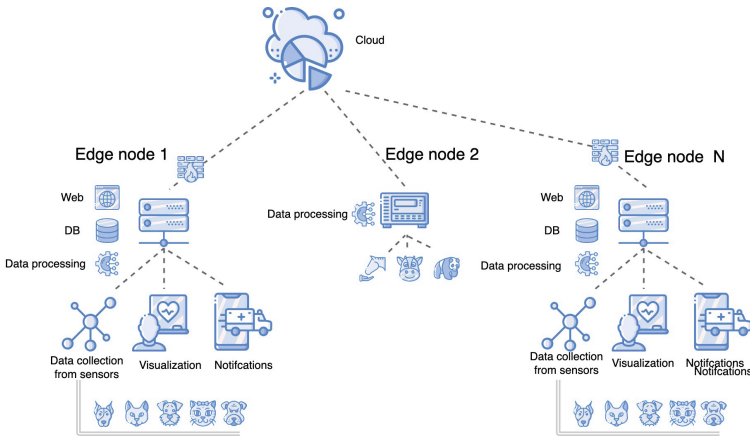 Cloud
Edge node 1
Web
DB
Data processing
Data collection
from sensors
Visualization
Notifcations
Edge node 2
Data processing
Edge node N
Web
DB
Data processing
Data collection
from sensors
Visualization
Notifcations
Notifcations